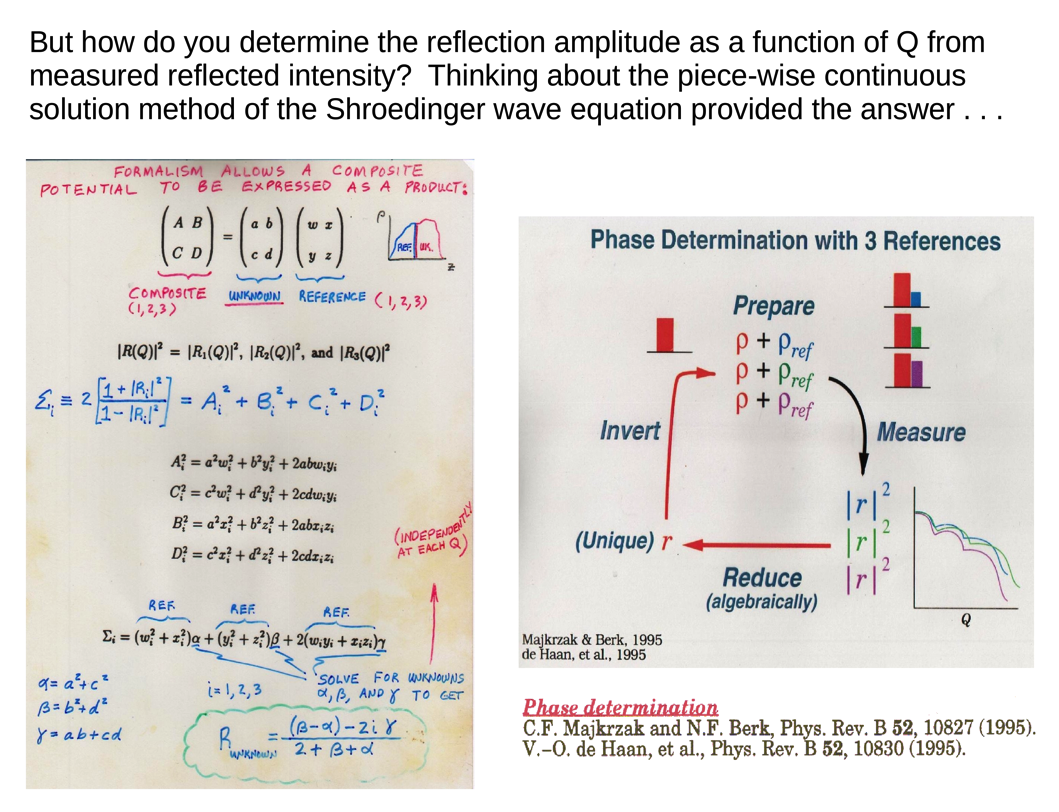 But how do you determine the reflection amplitude as a function of Q from
measured reflected intensity?  Thinking about the piece-wise continuous
solution method of the Shroedinger wave equation provided the answer . . .
FORMALISM ALLOWS A COMPOSITE
POTENTIAL TO BE EXPRESSED AS A PRODUCT:
(A B) = (a b) (w x)
(C D) (c d) (y z)
ρ
REF. UK.
z
COMPOSITE UNKNOWN REFERENCE (1,2,3)
(1,2,3)
|R(Q)|² = |R₁(Q)|², |R₂(Q)|², and |R₃(Q)|²
Σᵢ ≡ 2 [1 + |Rᵢ|² / 1 − |Rᵢ|²] = Aᵢ² + Bᵢ² + Cᵢ² + Dᵢ²
Aᵢ² = a²wᵢ² + b²yᵢ² + 2abwᵢyᵢ
Cᵢ² = c²wᵢ² + d²yᵢ² + 2cdwᵢyᵢ
Bᵢ² = a²xᵢ² + b²zᵢ² + 2abxᵢzᵢ
Dᵢ² = c²xᵢ² + d²zᵢ² + 2cdxᵢzᵢ
(INDEPENDENTLY
AT EACH Q)
REF. REF. REF.
Σᵢ = (wᵢ² + xᵢ²)α + (yᵢ² + zᵢ²)β + 2(wᵢyᵢ + xᵢzᵢ)γ
α = a²+c²
β = b²+d²
γ = ab+cd
i = 1, 2, 3
SOLVE FOR UNKNOWNS
α, β, AND γ TO GET
R UNKNOWN = (β−α) − 2iγ / 2 + β + α
Phase Determination with 3 References
Prepare
ρ + ρref
ρ + ρref
ρ + ρref
Invert
Measure
|r|²
|r|²
|r|²
(Unique) r
Reduce
(algebraically)
Q
Majkrzak & Berk, 1995
de Haan, et al., 1995
Phase determination
C.F. Majkrzak and N.F. Berk, Phys. Rev. B 52, 10827 (1995).
V.-O. de Haan, et al., Phys. Rev. B 52, 10830 (1995).